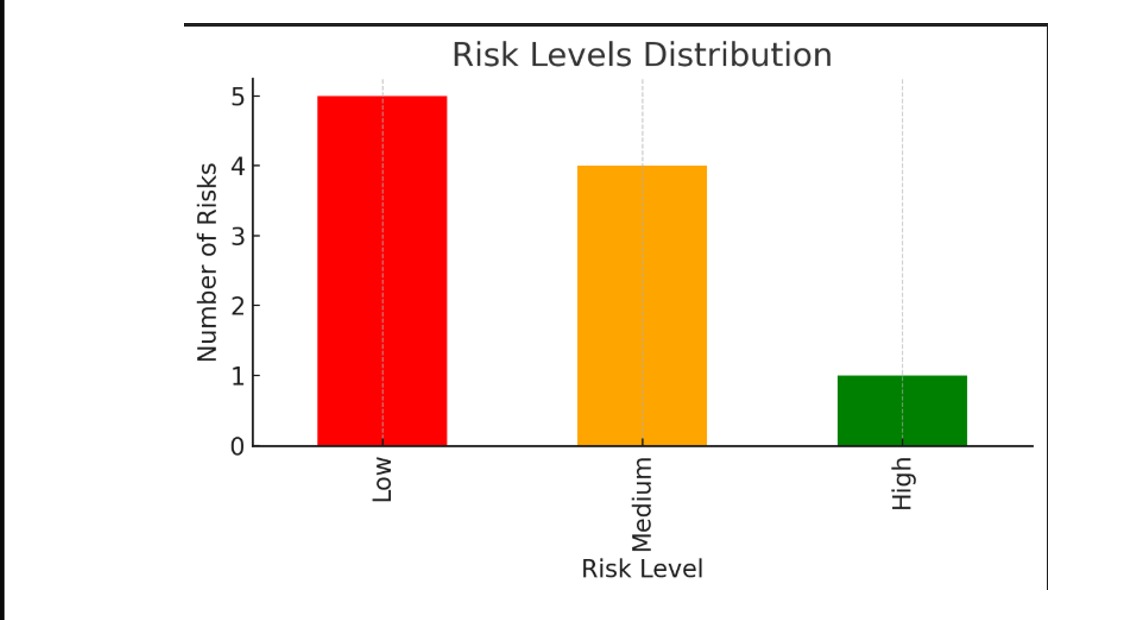 Risk Levels Distribution
Number of Risks
5
4
3
2
1
0
Low
Medium
High
Risk Level